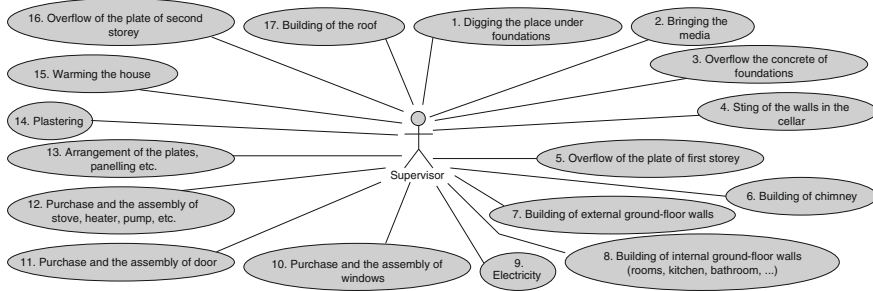 16. Overflow of the plate of second
storey
17. Building of the roof
1. Digging the place under
foundations
2. Bringing the
media
3. Overflow the concrete of
foundations
15. Warming the house
4. Sting of the walls in the
cellar
14. Plastering
13. Arrangement of the plates,
panelling etc.
5. Overflow of the plate of first storey
Supervisor
6. Building of chimney
12. Purchase and the assembly of
stove, heater, pump, etc.
7. Building of external ground-floor walls
8. Building of internal ground-floor walls
(rooms, kitchen, bathroom, ...)
11. Purchase and the assembly of door
10. Purchase and the assembly of
windows
9.
Electricity